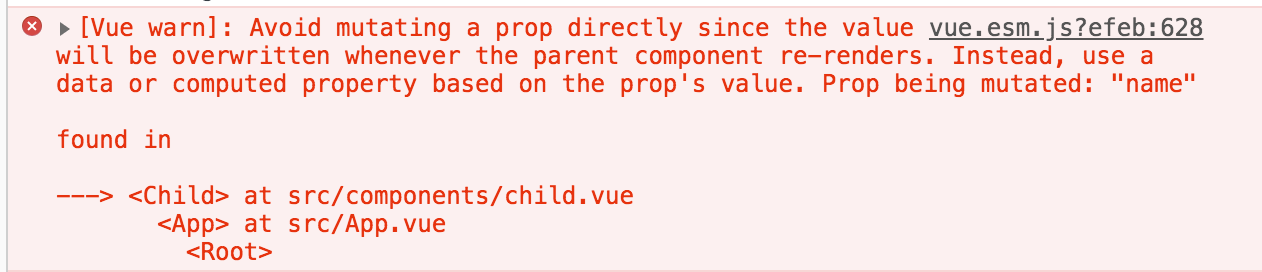 [Vue warn]: Avoid mutating a prop directly since the value vue.esm.js?efeb:628
will be overwritten whenever the parent component re-renders. Instead, use a
data or computed property based on the prop's value. Prop being mutated: "name"
found in
---> <Child> at src/components/child.vue
<App> at src/App.vue
<Root>